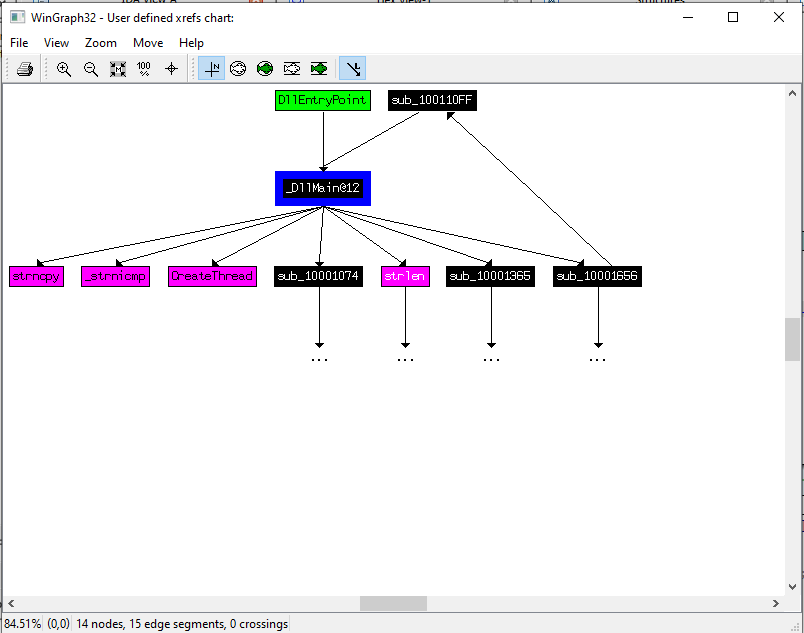 WinGraph32 - User defined xrefs chart:
File View Zoom Move Help
100 %
N
DllEntryPoint sub_100110FF
_DllMain@12
strncpy _strnicmp CreateThread sub_10001074 strlen sub_10001365 sub_10001656
... ... ... ...
84.51% (0,0) 14 nodes, 15 edge segments, 0 crossings